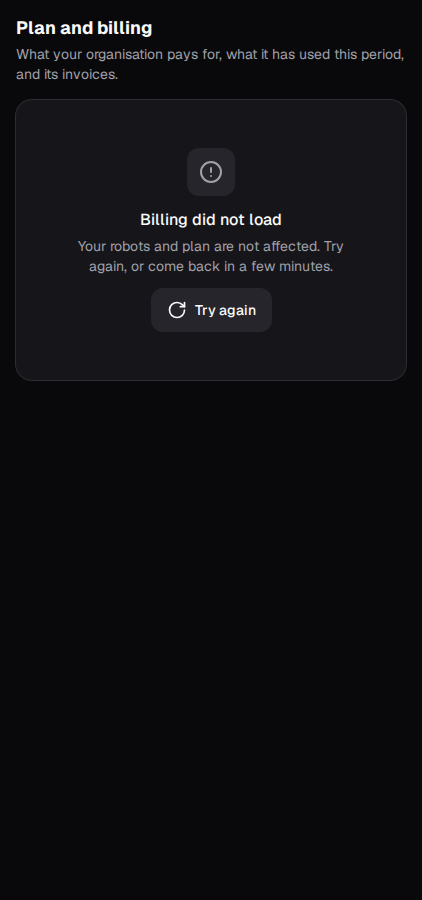 Plan and billing
What your organisation pays for, what it has used this period,
and its invoices.
Billing did not load
Your robots and plan are not affected. Try
again, or come back in a few minutes.
Try again